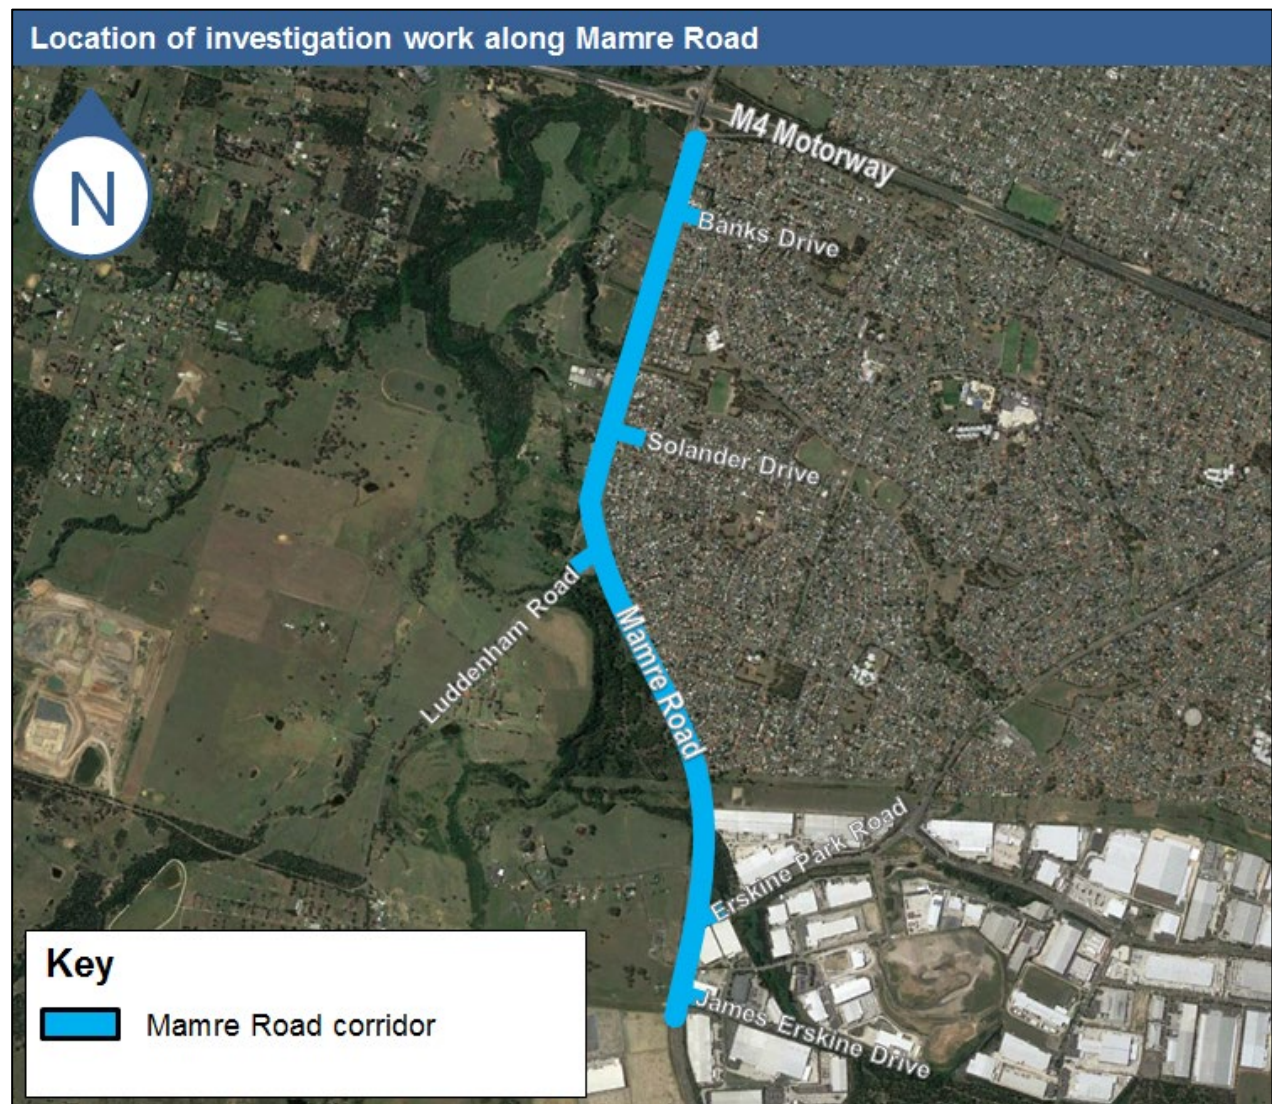 Location of investigation work along Mamre Road
N
M4 Motorway
Banks Drive
Solander Drive
Luddenham Road
Mamre Road
Erskine Park Road
James Erskine Drive
Key
Mamre Road corridor